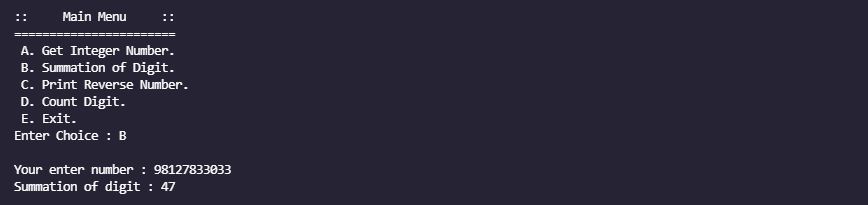 ::     Main Menu     ::
=======================
 A. Get Integer Number.
 B. Summation of Digit.
 C. Print Reverse Number.
 D. Count Digit.
 E. Exit.
Enter Choice : B

Your enter number : 98127833033
Summation of digit : 47